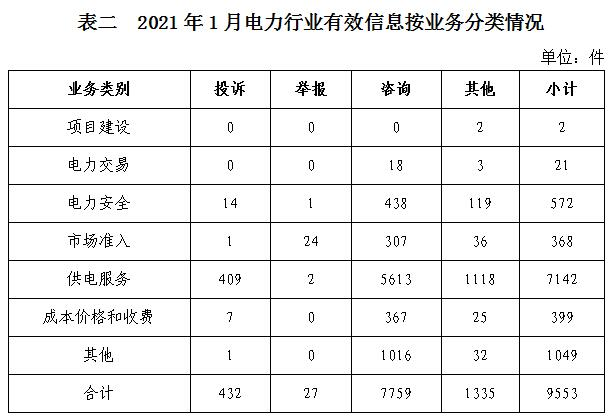 表二 2021 年 1 月电力行业有效信息按业务分类情况
单位：件
业务类别 投诉 举报 咨询 其他 小计
项目建设 0 0 0 2 2
电力交易 0 0 18 3 21
电力安全 14 1 438 119 572
市场准入 1 24 307 36 368
供电服务 409 2 5613 1118 7142
成本价格和收费 7 0 367 25 399
其他 1 0 1016 32 1049
合计 432 27 7759 1335 9553